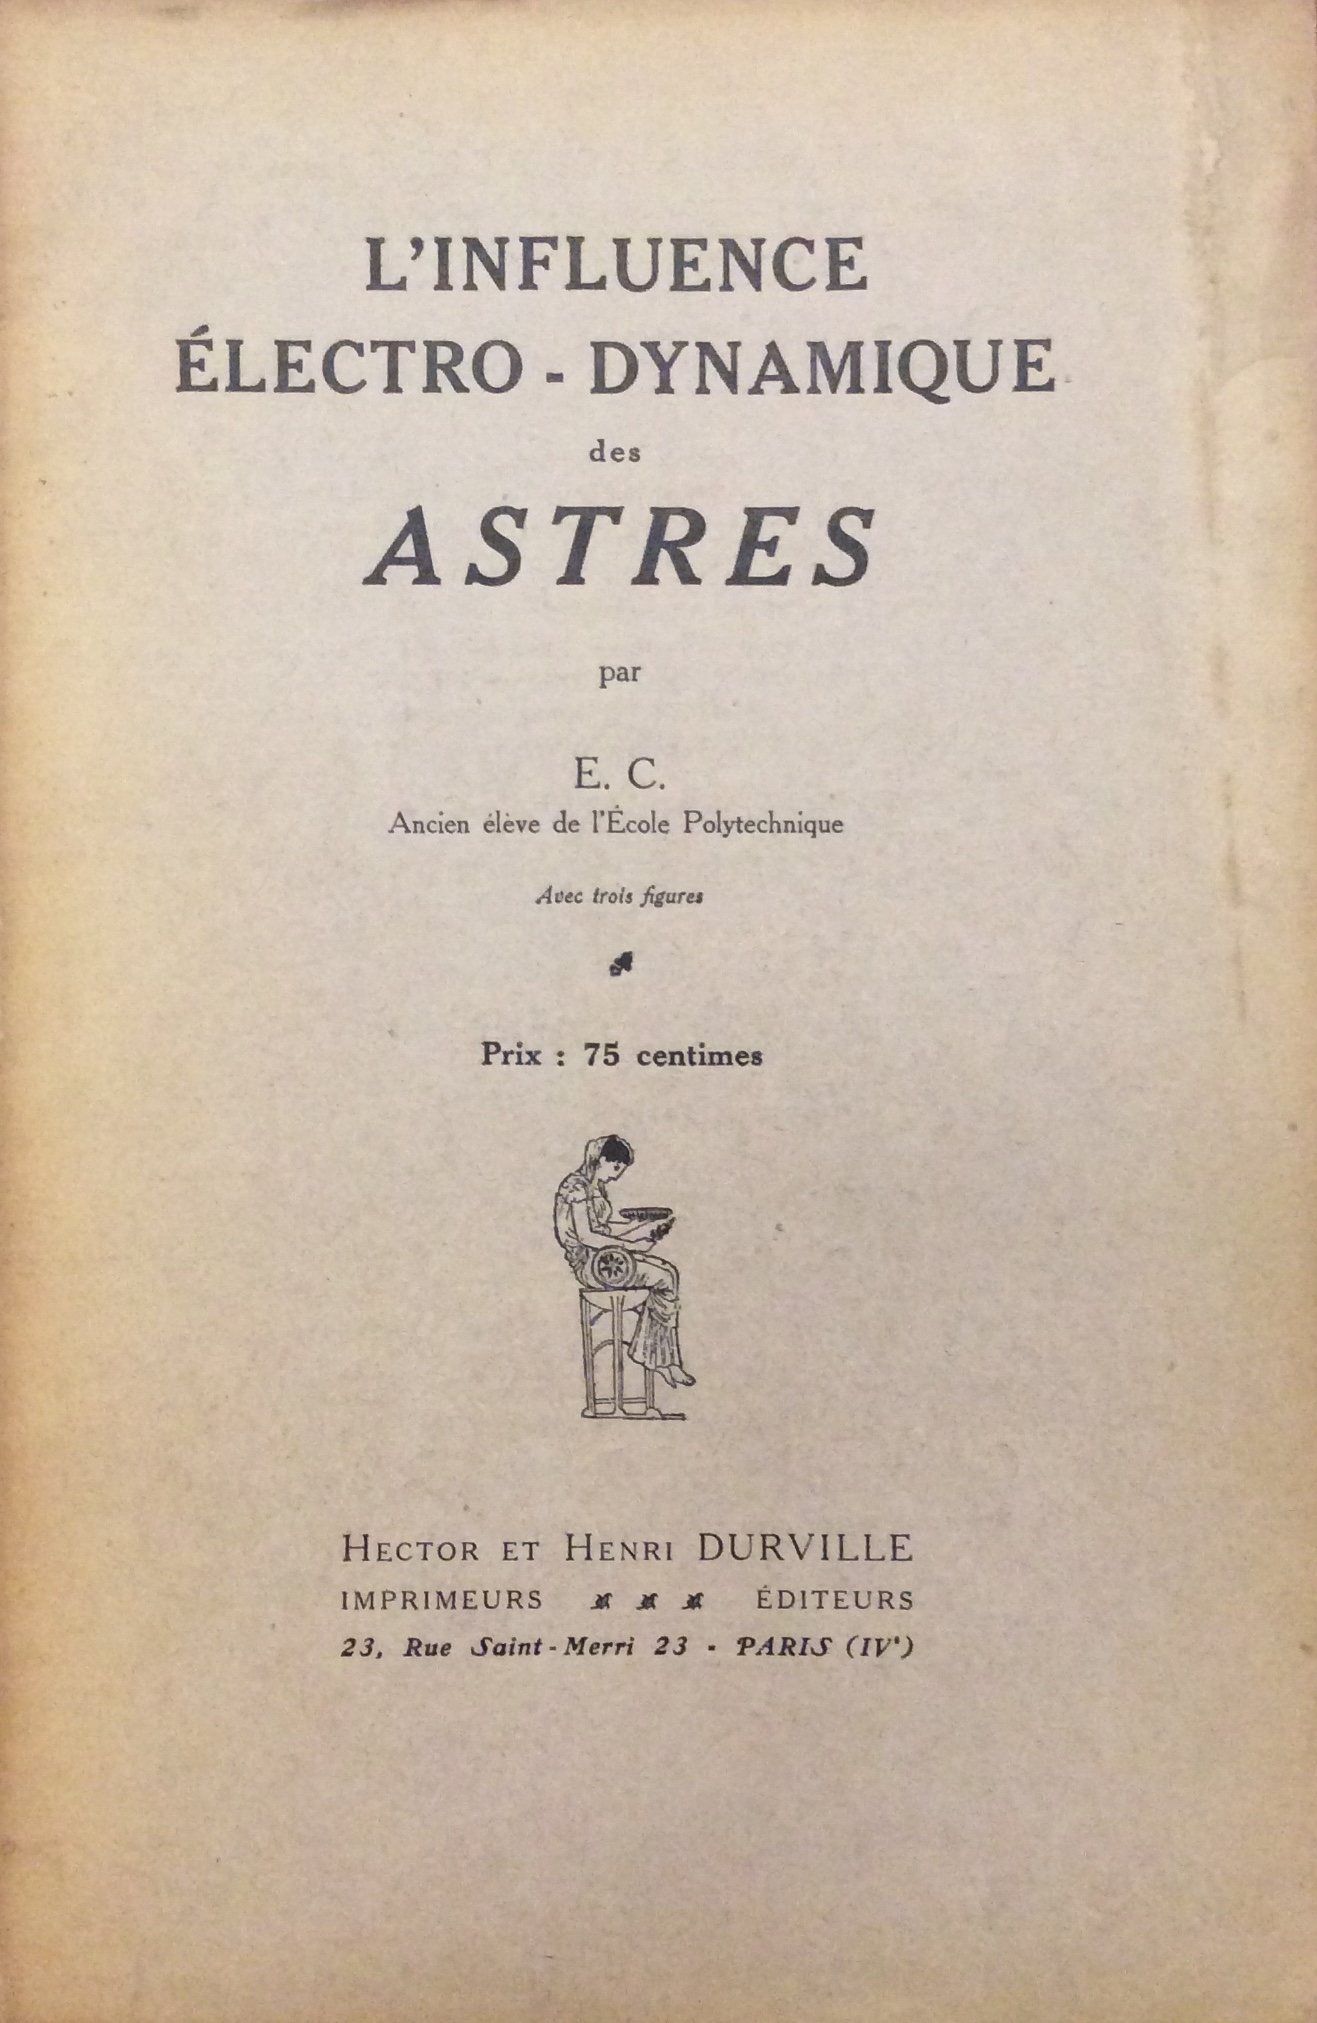 L'INFLUENCE
ÉLECTRO - DYNAMIQUE
des
ASTRES
par
E. C.
Ancien élève de l'École Polytechnique
Avec trois figures
Prix : 75 centimes
HECTOR ET HENRI DURVILLE
IMPRIMEURS ÉDITEURS
23, Rue Saint-Merri 23 - PARIS (IVe)